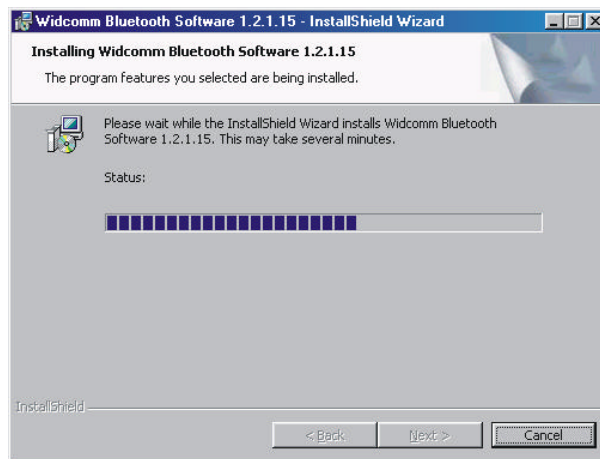 Widcomm Bluetooth Software 1.2.1.15 - InstallShield Wizard
Installing Widcomm Bluetooth Software 1.2.1.15
The program features you selected are being installed.
Please wait while the InstallShield Wizard installs Widcomm Bluetooth
Software 1.2.1.15. This may take several minutes.
Status:
InstallShield
< Back Next > Cancel